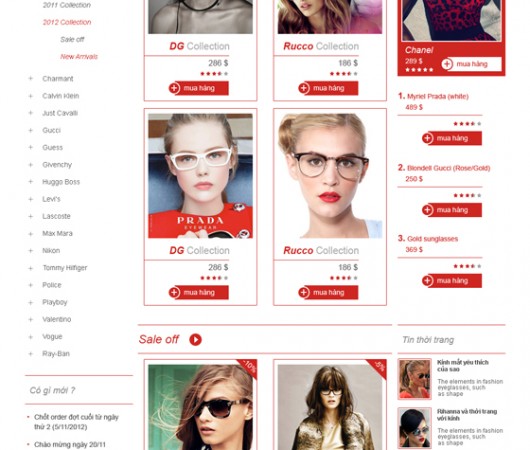 2011 Collection
2012 Collection
Sale off
New Arrivals
+ Charmant
+ Calvin Klein
+ Just Cavalli
+ Gucci
+ Guess
+ Givenchy
+ Huggo Boss
+ Levi's
+ Lascoste
+ Max Mara
+ Nikon
+ Tommy Hilfiger
+ Police
+ Playboy
+ Valentino
+ Vogue
+ Ray-Ban
Có gì mới ?
Chốt order đợt cuối từ ngày
thứ 2 (5/11/2012)
Chào mừng ngày 20/11
DG Collection
286 $
mua hàng
Rucco Collection
186 $
mua hàng
PRADA
EYEWEAR
DG Collection
286 $
mua hàng
Rucco Collection
186 $
mua hàng
Sale off
-10%
-5%
Chanel
289 $
mua hàng
1. Myriel Prada (white)
489 $
mua hàng
2. Blondell Gucci (Rose/Gold)
250 $
mua hàng
3. Gold sunglasses
369 $
mua hàng
Tin thời trang
Kính mắt yêu thích
của sao
The elements in fashion
eyeglasses, such
as shape
Rihanna và thời trang
với kính
The elements in fashion
eyeglasses, such
as shape